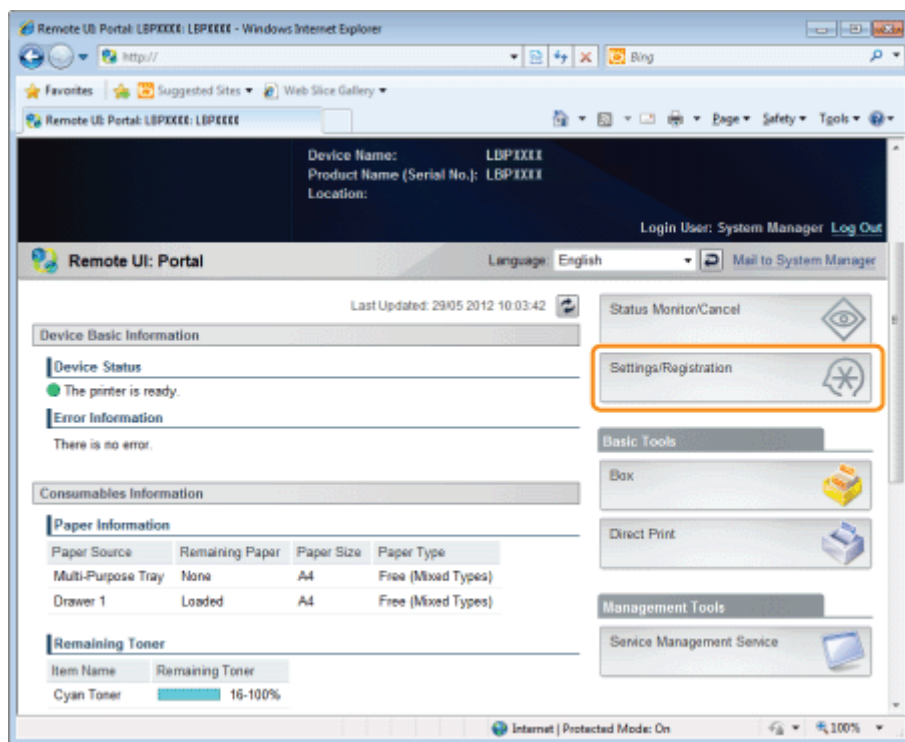 Remote UI: Portal: LBPXXXX: LBPXXXX - Windows Internet Explorer
http://
Bing
Favorites Suggested Sites Web Slice Gallery
Remote UI: Portal: LBPXXXX: LBPXXXX
Page Safety Tools
Device Name: LBPXXXX
Product Name (Serial No.): LBPXXXX
Location:
Login User: System Manager Log Out
Remote UI: Portal
Language: English Mail to System Manager
Last Updated: 29/05 2012 10:03:42
Status Monitor/Cancel
Device Basic Information
Device Status
The printer is ready.
Settings/Registration
Error Information
There is no error.
Basic Tools
Box
Consumables Information
Paper Information
Direct Print
Paper Source Remaining Paper Paper Size Paper Type
Multi-Purpose Tray None A4 Free (Mixed Types)
Drawer 1 Loaded A4 Free (Mixed Types)
Management Tools
Remaining Toner
Service Management Service
Item Name Remaining Toner
Cyan Toner 16-100%
Internet | Protected Mode: On 100%